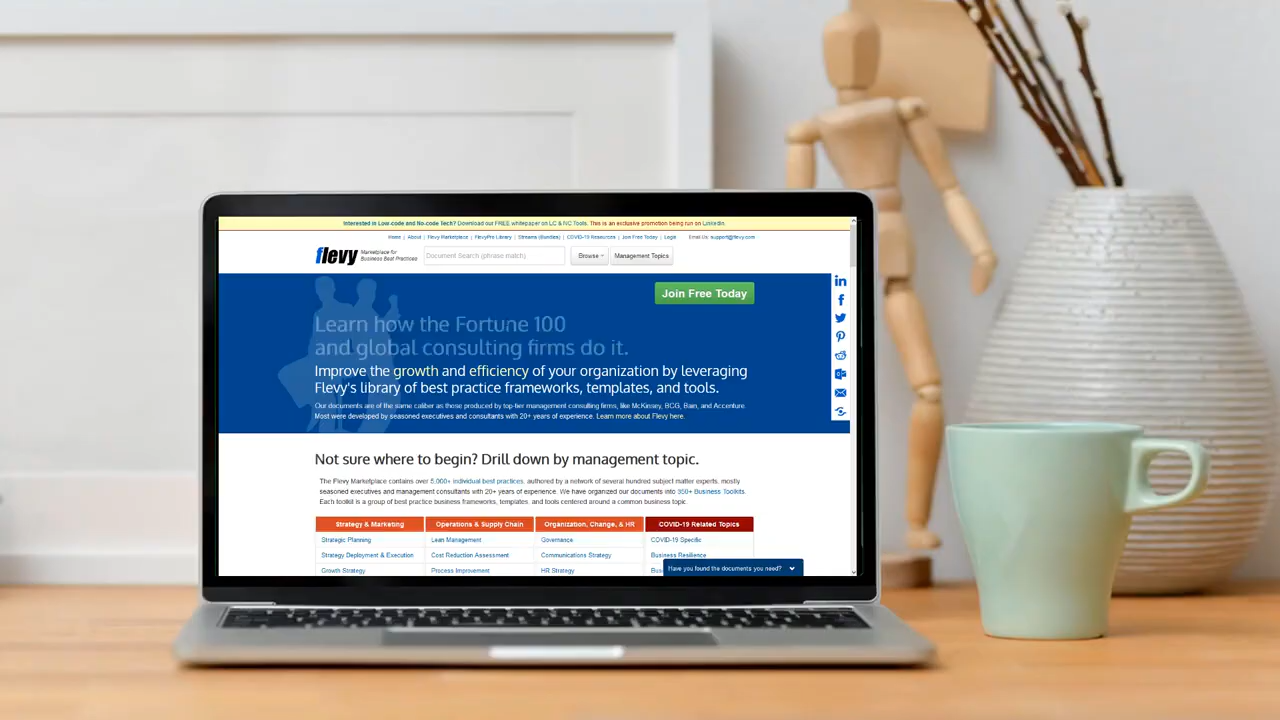 Interested in Low-code and No-code Tech? Download our FREE whitepaper on LC & NC Tools. This is an exclusive promotion being run on LinkedIn.
Home | About | Flevy Marketplace | FlevyPro Library | Streams (Bundles) | COVID-19 Resources | Join Free Today | Login Email Us: support@flevy.com
flevy Marketplace for Business Best Practices Document Search (phrase match) Browse Management Topics
Join Free Today
Learn how the Fortune 100
and global consulting firms do it.
Improve the growth and efficiency of your organization by leveraging
Flevy's library of best practice frameworks, templates, and tools.
Our documents are of the same caliber as those produced by top-tier management consulting firms, like McKinsey, BCG, Bain, and Accenture.
Most were developed by seasoned executives and consultants with 20+ years of experience. Learn more about Flevy here.
Not sure where to begin? Drill down by management topic.
The Flevy Marketplace contains over 5,000+ individual best practices, authored by a network of several hundred subject matter experts, mostly
seasoned executives and management consultants with 20+ years of experience. We have organized our documents into 350+ Business Toolkits.
Each toolkit is a group of best practice business frameworks, templates, and tools centered around a common business topic.
Strategy & Marketing Operations & Supply Chain Organization, Change, & HR COVID-19 Related Topics
Strategic Planning Lean Management Governance COVID-19 Specific
Strategy Deployment & Execution Cost Reduction Assessment Communications Strategy Business Resilience
Growth Strategy Process Improvement HR Strategy
Have you found the documents you need?